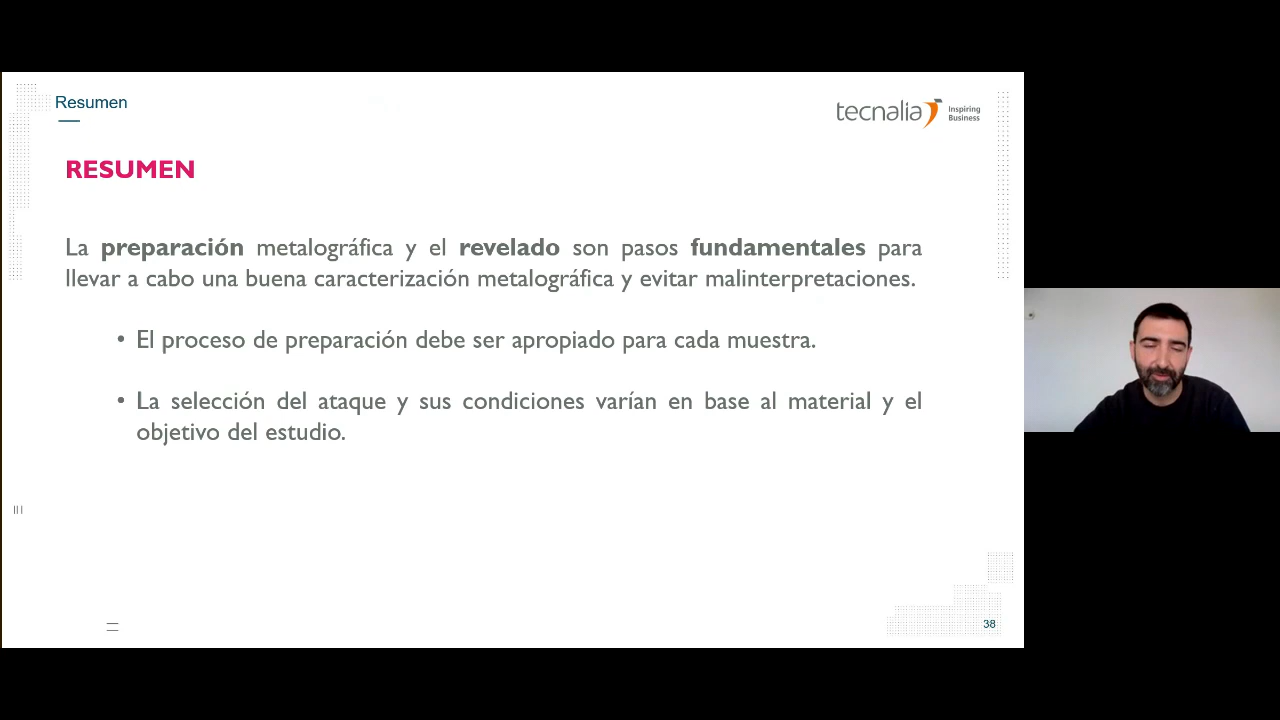 Resumen
tecnalia Inspiring
Business
RESUMEN
La preparación metalográfica y el revelado son pasos fundamentales para
llevar a cabo una buena caracterización metalográfica y evitar malinterpretaciones.
• El proceso de preparación debe ser apropiado para cada muestra.
• La selección del ataque y sus condiciones varían en base al material y el
objetivo del estudio.
38